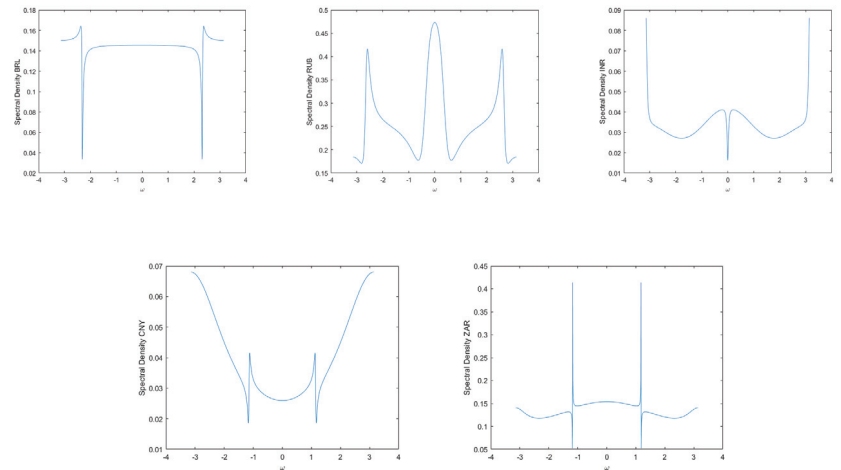 Spectral Density BRL
0.18
0.16
0.14
0.12
0.1
0.08
0.06
0.04
0.02
-4 -3 -2 -1 0 1 2 3 4
ω
Spectral Density RUB
0.5
0.45
0.4
0.35
0.3
0.25
0.2
0.15
-4 -3 -2 -1 0 1 2 3 4
ω
Spectral Density INR
0.09
0.08
0.07
0.06
0.05
0.04
0.03
0.02
0.01
-4 -3 -2 -1 0 1 2 3 4
ω
Spectral Density CNY
0.07
0.06
0.05
0.04
0.03
0.02
0.01
-4 -3 -2 -1 0 1 2 3 4
ω
Spectral Density ZAR
0.45
0.4
0.35
0.3
0.25
0.2
0.15
0.1
0.05
-4 -3 -2 -1 0 1 2 3 4
ω